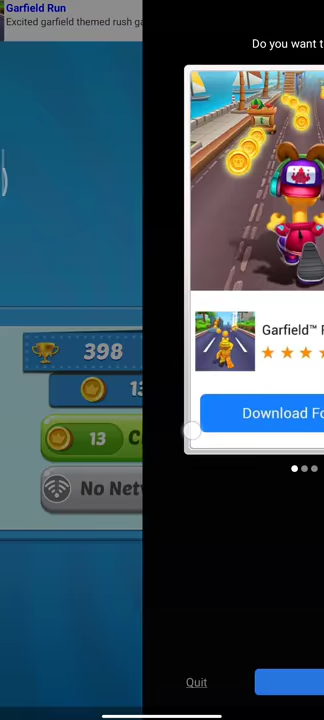 Garfield Run
Excited garfield themed rush ga
Do you want t
398
13
13
C
No Net
Garfield™ F
Download Fo
Quit